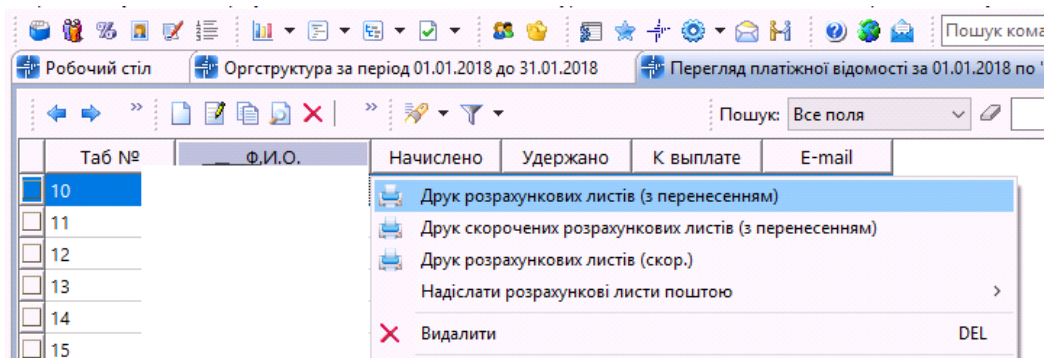 Пошук кома
Робочий стіл
Оргструктура за період 01.01.2018 до 31.01.2018
Перегляд платіжної відомості за 01.01.2018 по '
Пошук: Все поля
Таб № Ф.И.О. Начислено Удержано К выплате E-mail
10
Друк розрахункових листів (з перенесенням)
11
Друк скорочених розрахункових листів (з перенесенням)
12
Друк розрахункових листів (скор.)
13
Надіслати розрахункові листи поштою
14
Видалити DEL
15